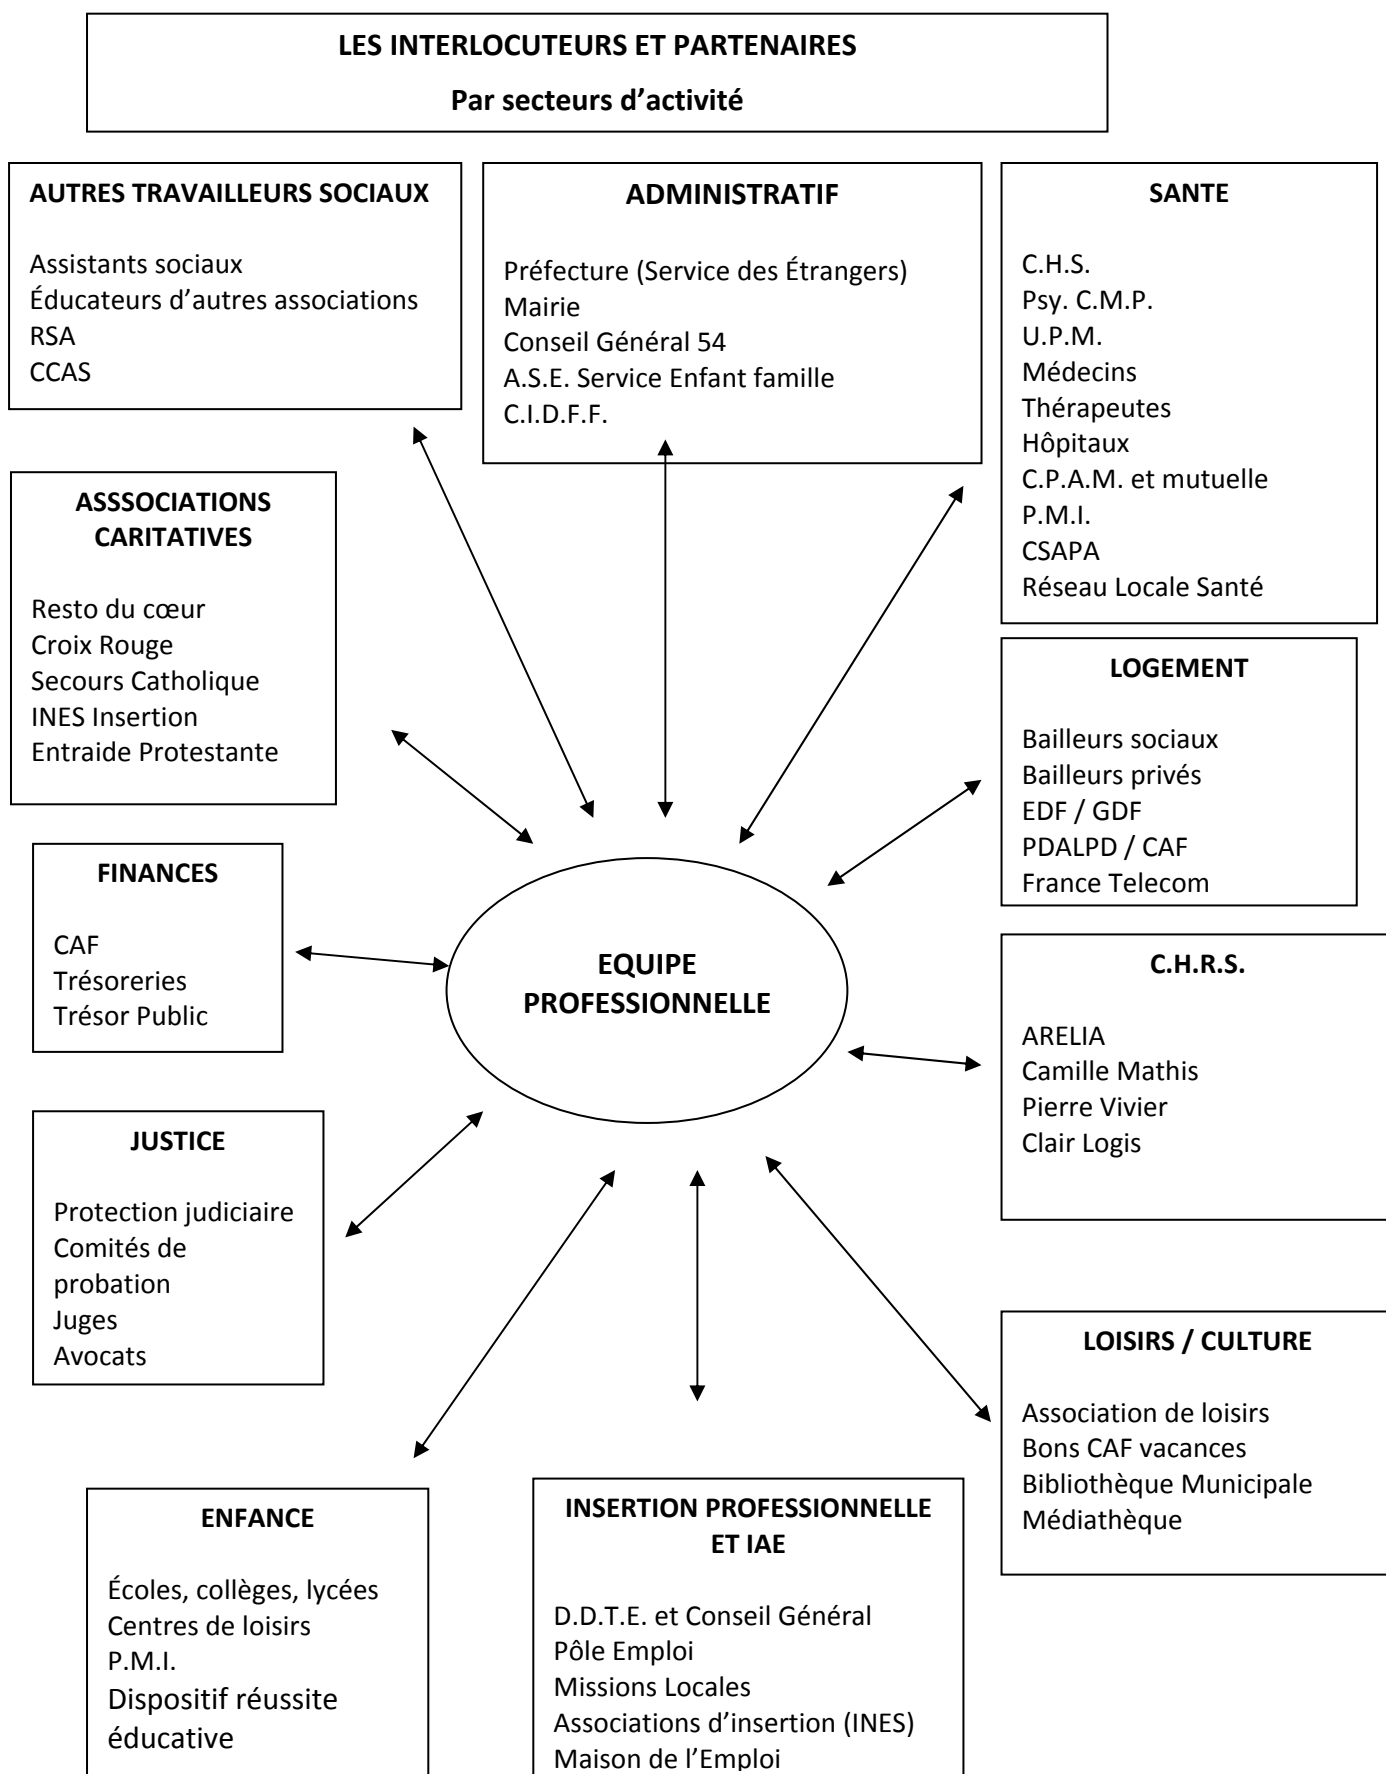 LES INTERLOCUTEURS ET PARTENAIRES
Par secteurs d’activité
AUTRES TRAVAILLEURS SOCIAUX
Assistants sociaux
Éducateurs d’autres associations
RSA
CCAS
ADMINISTRATIF
Préfecture (Service des Étrangers)
Mairie
Conseil Général 54
A.S.E. Service Enfant famille
C.I.D.F.F.
SANTE
C.H.S.
Psy. C.M.P.
U.P.M.
Médecins
Thérapeutes
Hôpitaux
C.P.A.M. et mutuelle
P.M.I.
CSAPA
Réseau Locale Santé
ASSSOCIATIONS
CARITATIVES
Resto du cœur
Croix Rouge
Secours Catholique
INES Insertion
Entraide Protestante
LOGEMENT
Bailleurs sociaux
Bailleurs privés
EDF / GDF
PDALPD / CAF
France Telecom
FINANCES
CAF
Trésoreries
Trésor Public
EQUIPE
PROFESSIONNELLE
C.H.R.S.
ARELIA
Camille Mathis
Pierre Vivier
Clair Logis
JUSTICE
Protection judiciaire
Comités de
probation
Juges
Avocats
LOISIRS / CULTURE
Association de loisirs
Bons CAF vacances
Bibliothèque Municipale
Médiathèque
ENFANCE
Écoles, collèges, lycées
Centres de loisirs
P.M.I.
Dispositif réussite
éducative
INSERTION PROFESSIONNELLE
ET IAE
D.D.T.E. et Conseil Général
Pôle Emploi
Missions Locales
Associations d’insertion (INES)
Maison de l’Emploi